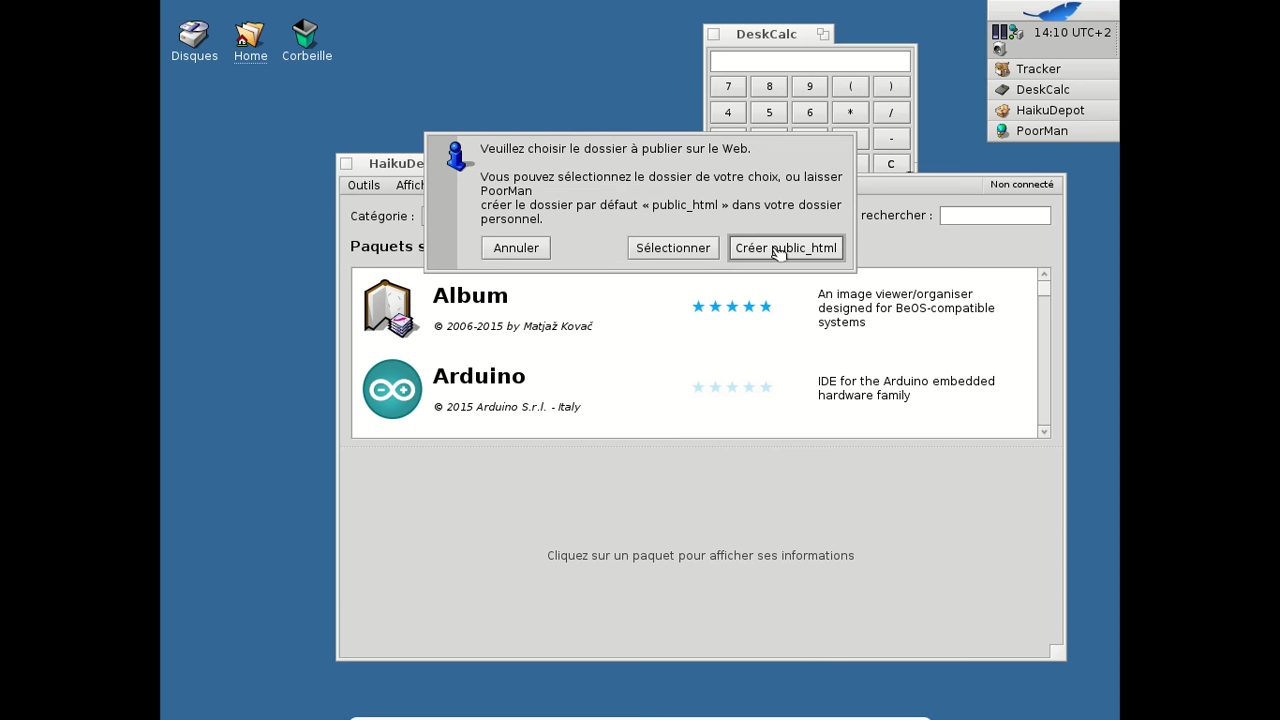 Disques
Home
Corbeille
DeskCalc
14:10 UTC+2
Tracker
DeskCalc
HaikuDepot
PoorMan
7 8 9 ( )
4 5 6 * /
-
C
Veuillez choisir le dossier à publier sur le Web.
Vous pouvez sélectionnez le dossier de votre choix, ou laisser
PoorMan
créer le dossier par défaut « public_html » dans votre dossier
personnel.
Annuler
Sélectionner
Créer public_html
HaikuDe
Outils
Affich
Non connecté
Catégorie :
rechercher :
Paquets s
Album
© 2006-2015 by Matjaž Kovač
An image viewer/organiser
designed for BeOS-compatible
systems
Arduino
© 2015 Arduino S.r.l. - Italy
IDE for the Arduino embedded
hardware family
Cliquez sur un paquet pour afficher ses informations